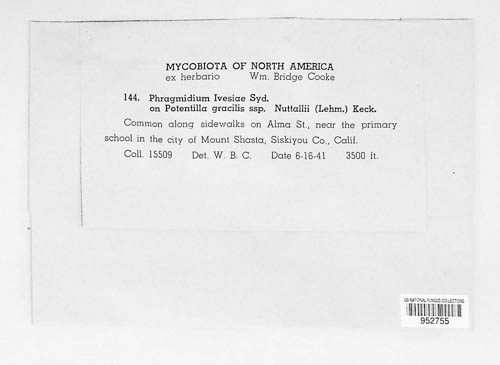 MYCOBIOTA OF NORTH AMERICA
ex herbario Wm. Bridge Cooke
144. Phragmidium Ivesiae Syd.
on Potentilla gracilis ssp. Nuttallii (Lehm.) Keck.
Common along sidewalks on Alma St., near the primary
school in the city of Mount Shasta, Siskiyou Co., Calif.
Coll. 15509 Det. W. B. C. Date 6-16-41 3500 ft.
US NATIONAL FUNGUS COLLECTIONS
952755